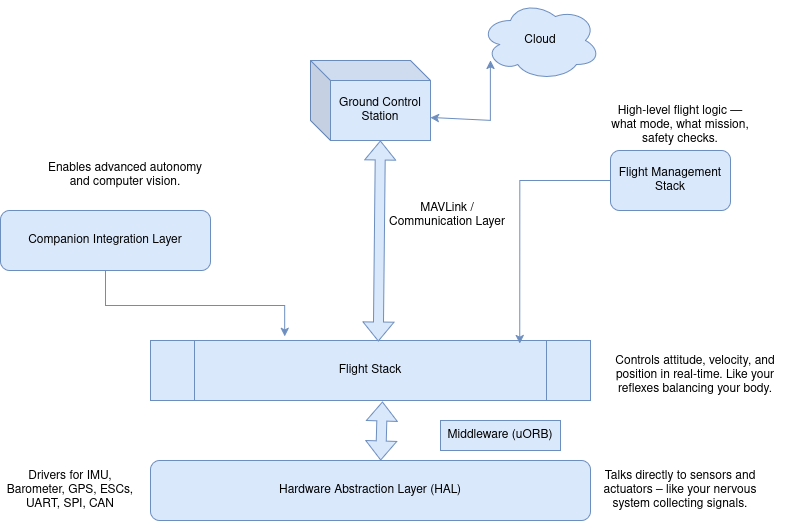 Cloud
Ground Control
Station
High-level flight logic —
what mode, what mission,
safety checks.
Flight Management
Stack
Enables advanced autonomy
and computer vision.
MAVLink /
Communication Layer
Companion Integration Layer
Flight Stack
Controls attitude, velocity, and
position in real-time. Like your
reflexes balancing your body.
Middleware (uORB)
Drivers for IMU,
Barometer, GPS, ESCs,
UART, SPI, CAN
Hardware Abstraction Layer (HAL)
Talks directly to sensors and
actuators – like your nervous
system collecting signals.